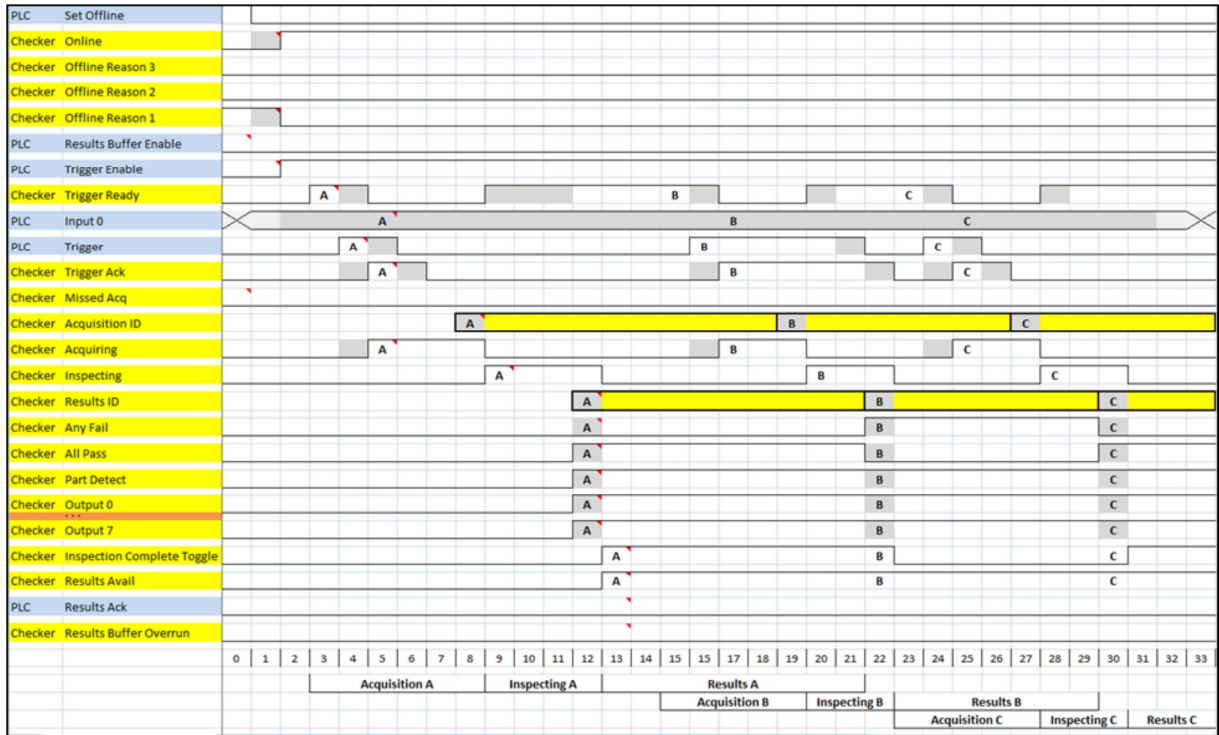 PLC Set Offline
Checker Online
Checker Offline Reason 3
Checker Offline Reason 2
Checker Offline Reason 1
PLC Results Buffer Enable
PLC Trigger Enable
Checker Trigger Ready A B C
PLC Input 0 A B C
PLC Trigger A B C
Checker Trigger Ack A B C
Checker Missed Acq
Checker Acquisition ID A B C
Checker Acquiring A B C
Checker Inspecting A B C
Checker Results ID A B C
Checker Any Fail A B C
Checker All Pass A B C
Checker Part Detect A B C
Checker Output 0 A B C
...
Checker Output 7 A B C
Checker Inspection Complete Toggle A B C
Checker Results Avail A B C
PLC Results Ack
Checker Results Buffer Overrun
0 1 2 3 4 5 6 7 8 9 10 11 12 13 14 15 15 17 18 19 20 21 22 23 24 25 26 27 28 29 30 31 32 33
Acquisition A Inspecting A Results A
Acquisition B Inspecting B Results B
Acquisition C Inspecting C Results C